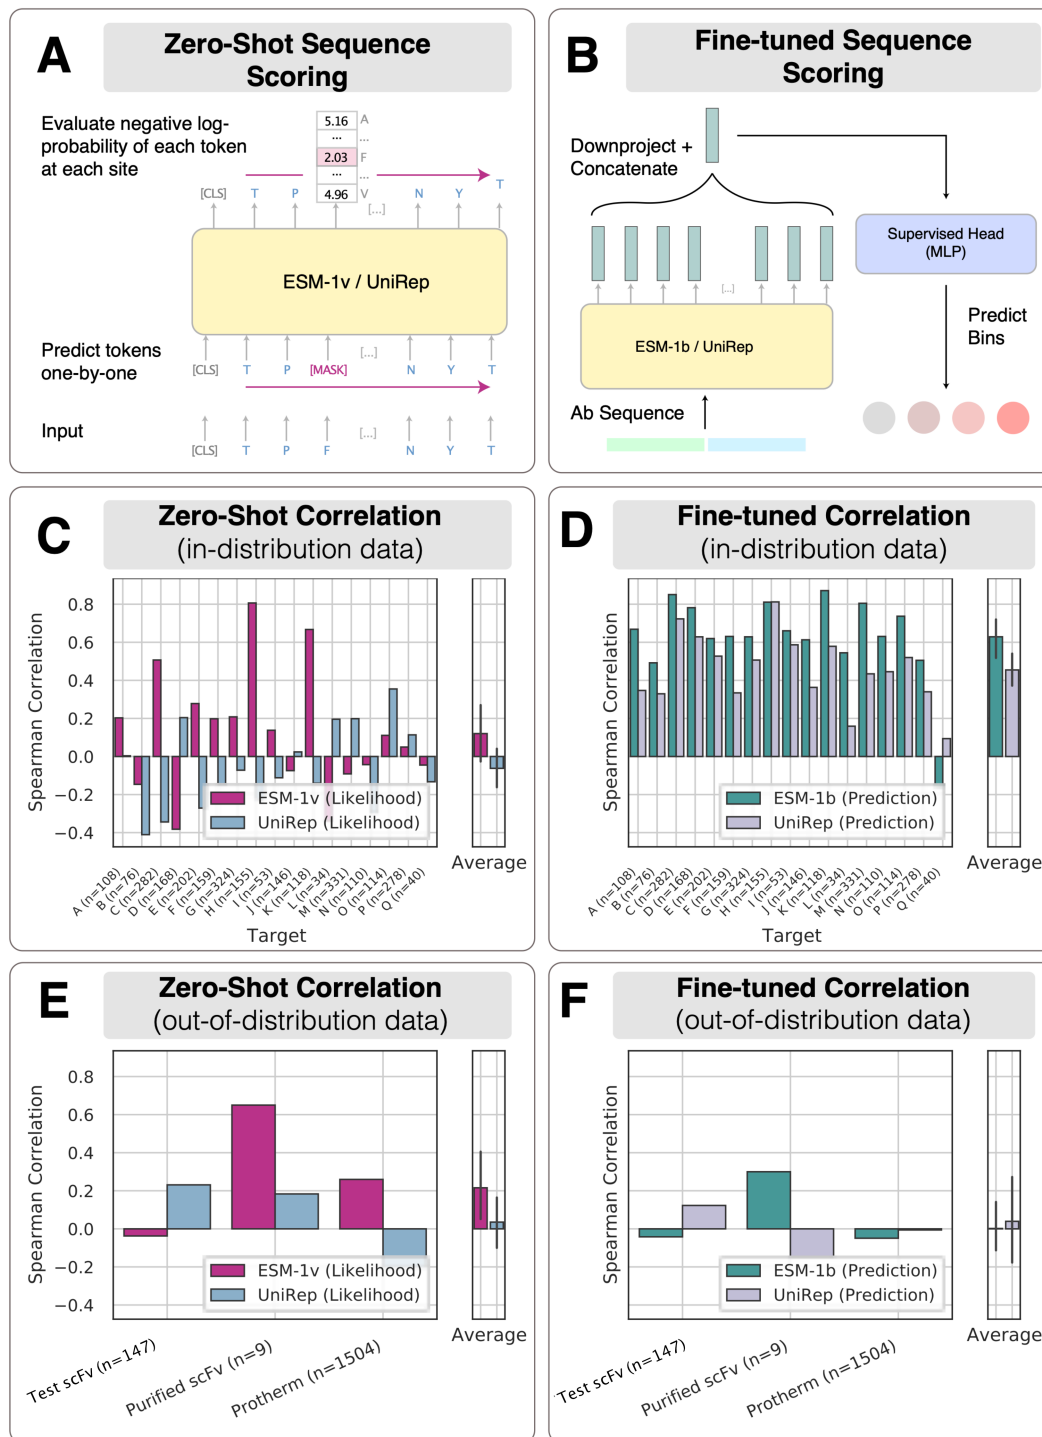 A
Zero-Shot Sequence
Scoring
Evaluate negative log-
probability of each token
at each site
5.16 A
... ...
2.03 F
... ...
4.96 V
[CLS] T P [...] N Y T
ESM-1v / UniRep
Predict tokens
one-by-one
[CLS] T P [MASK] [...] N Y T
Input
[CLS] T P F [...] N Y T
B
Fine-tuned Sequence
Scoring
Downproject +
Concatenate
Supervised Head
(MLP)
[...]
ESM-1b / UniRep
Predict
Bins
Ab Sequence
C
Zero-Shot Correlation
(in-distribution data)
Spearman Correlation
0.8
0.6
0.4
0.2
0.0
−0.2
−0.4
ESM-1v (Likelihood)
UniRep (Likelihood)
Average
A (n=108)
B (n=76)
C (n=282)
D (n=168)
E (n=202)
F (n=159)
G (n=324)
H (n=155)
I (n=53)
J (n=146)
K (n=118)
L (n=34)
M (n=331)
N (n=110)
O (n=114)
P (n=278)
Q (n=40)
Target
D
Fine-tuned Correlation
(in-distribution data)
Spearman Correlation
ESM-1b (Prediction)
UniRep (Prediction)
Average
A (n=108)
B (n=76)
C (n=282)
D (n=168)
E (n=202)
F (n=159)
G (n=324)
H (n=155)
I (n=53)
J (n=146)
K (n=118)
L (n=34)
M (n=331)
N (n=110)
O (n=114)
P (n=278)
Q (n=40)
Target
E
Zero-Shot Correlation
(out-of-distribution data)
Spearman Correlation
0.8
0.6
0.4
0.2
0.0
−0.2
−0.4
ESM-1v (Likelihood)
UniRep (Likelihood)
Average
Test scFv (n=147)
Purified scFv (n=9)
Protherm (n=1504)
F
Fine-tuned Correlation
(out-of-distribution data)
Spearman Correlation
ESM-1b (Prediction)
UniRep (Prediction)
Average
Test scFv (n=147)
Purified scFv (n=9)
Protherm (n=1504)